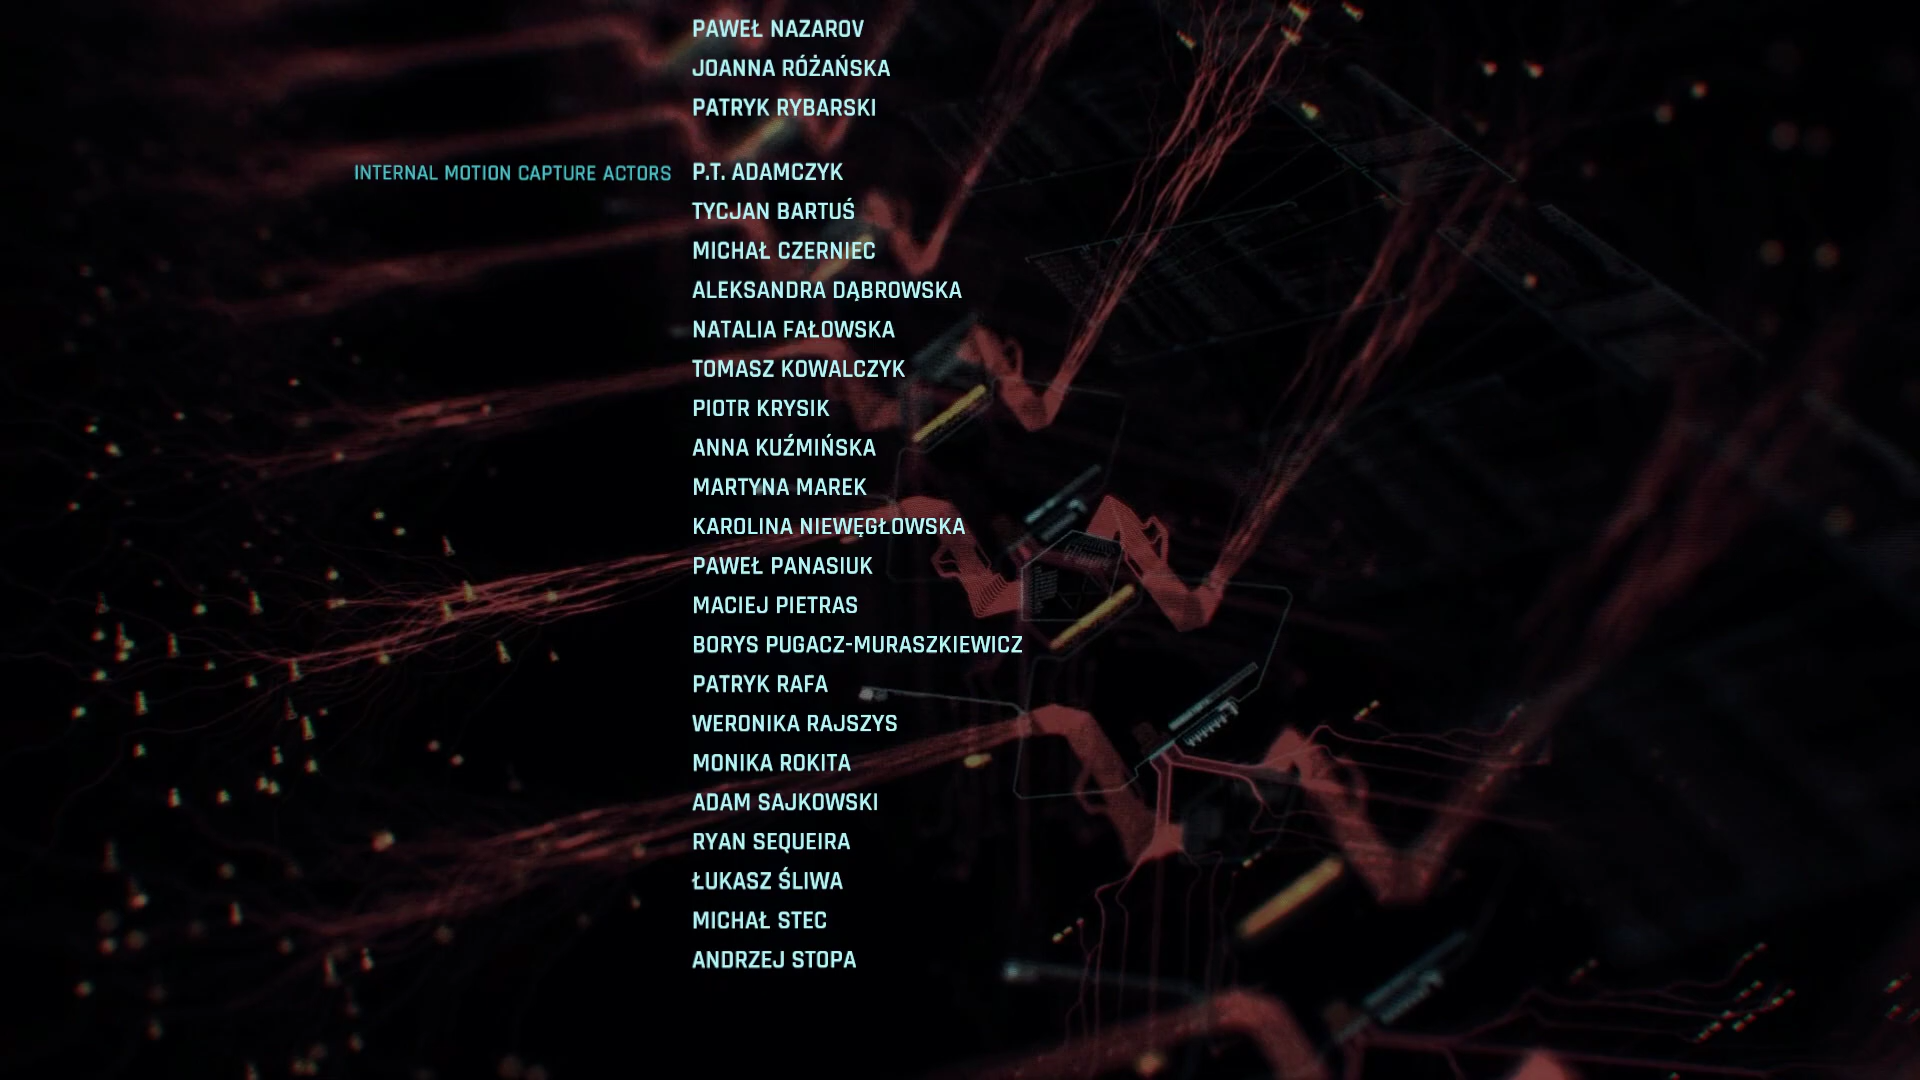 PAWEŁ NAZAROV
JOANNA RÓŻAŃSKA
PATRYK RYBARSKI
INTERNAL MOTION CAPTURE ACTORS P.T. ADAMCZYK
TYCJAN BARTUŚ
MICHAŁ CZERNIEC
ALEKSANDRA DĄBROWSKA
NATALIA FAŁOWSKA
TOMASZ KOWALCZYK
PIOTR KRYSIK
ANNA KUŹMIŃSKA
MARTYNA MAREK
KAROLINA NIEWĘGŁOWSKA
PAWEŁ PANASIUK
MACIEJ PIETRAS
BORYS PUGACZ-MURASZKIEWICZ
PATRYK RAFA
WERONIKA RAJSZYS
MONIKA ROKITA
ADAM SAJKOWSKI
RYAN SEQUEIRA
ŁUKASZ ŚLIWA
MICHAŁ STEC
ANDRZEJ STOPA